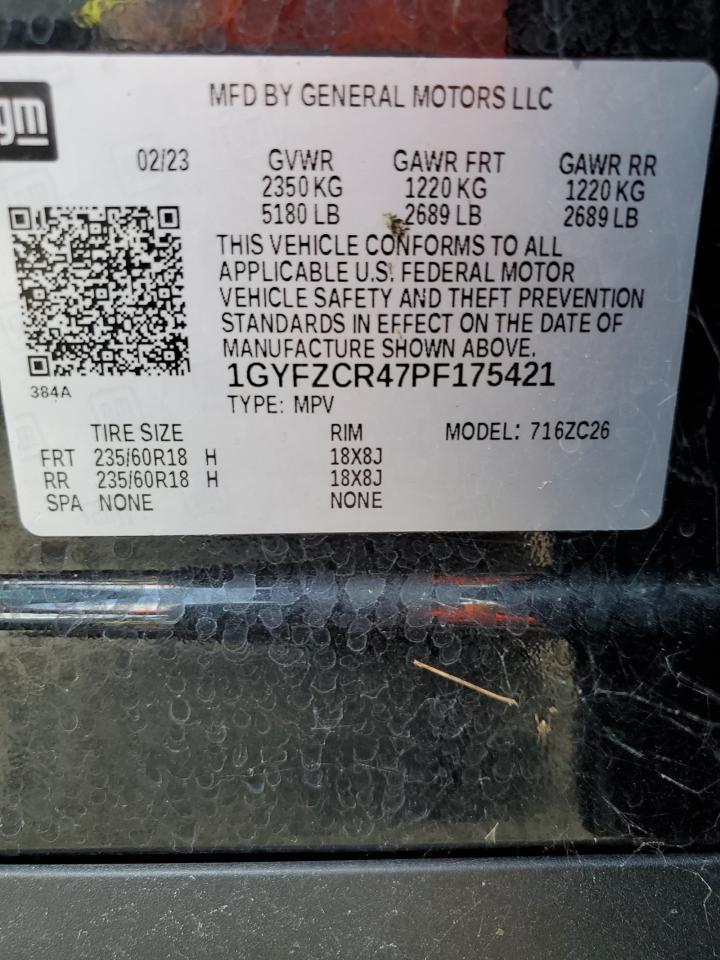 gm
MFD BY GENERAL MOTORS LLC
02/23 GVWR GAWR FRT GAWR RR
2350 KG 1220 KG 1220 KG
5180 LB 2689 LB 2689 LB
THIS VEHICLE CONFORMS TO ALL
APPLICABLE U.S. FEDERAL MOTOR
VEHICLE SAFETY AND THEFT PREVENTION
STANDARDS IN EFFECT ON THE DATE OF
MANUFACTURE SHOWN ABOVE.
1GYFZCR47PF175421
384A
TYPE: MPV
TIRE SIZE RIM MODEL: 716ZC26
FRT 235/60R18 H 18X8J
RR 235/60R18 H 18X8J
SPA NONE NONE